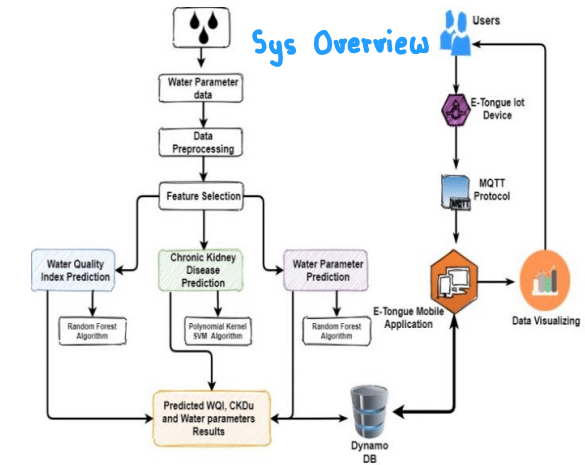 Sys Overview
Users
Water Parameter
data
E-Tongue Iot
Device
Data
Preprocessing
MQTT
Protocol
MQTT
Feature Selection
Water Quality
Index Prediction
Chronic Kidney
Disease
Prediction
Water Parameter
Prediction
E-Tongue Mobile
Application
Data Visualizing
Random Forest
Algorithm
Polynomial Kernel
SVM Algorithm
Random Forest
Algorithm
Predicted WQI, CKDu
and Water parameters
Results
Dynamo
DB